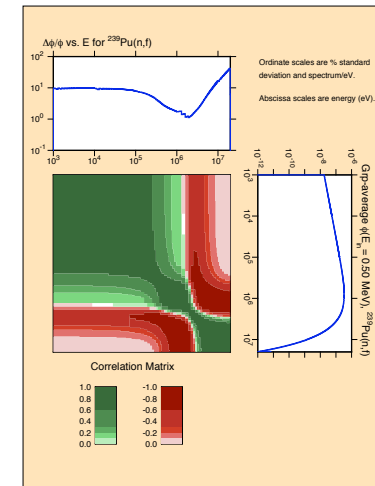 Δϕ/ϕ vs. E for ²³⁹Pu(n,f)
Ordinate scales are % standard
deviation and spectrum/eV.
Abscissa scales are energy (eV).
10²
10¹
10⁰
10⁻¹
10³ 10⁴ 10⁵ 10⁶ 10⁷
10⁻¹² 10⁻¹⁰ 10⁻⁸ 10⁻⁶
10³
10⁴
10⁵
10⁶
10⁷
Grp-average ϕ(E_in = 0.50 MeV), ²³⁹Pu(n,f)
Correlation Matrix
1.0 -1.0
0.8 -0.8
0.6 -0.6
0.4 -0.4
0.2 -0.2
0.0 0.0